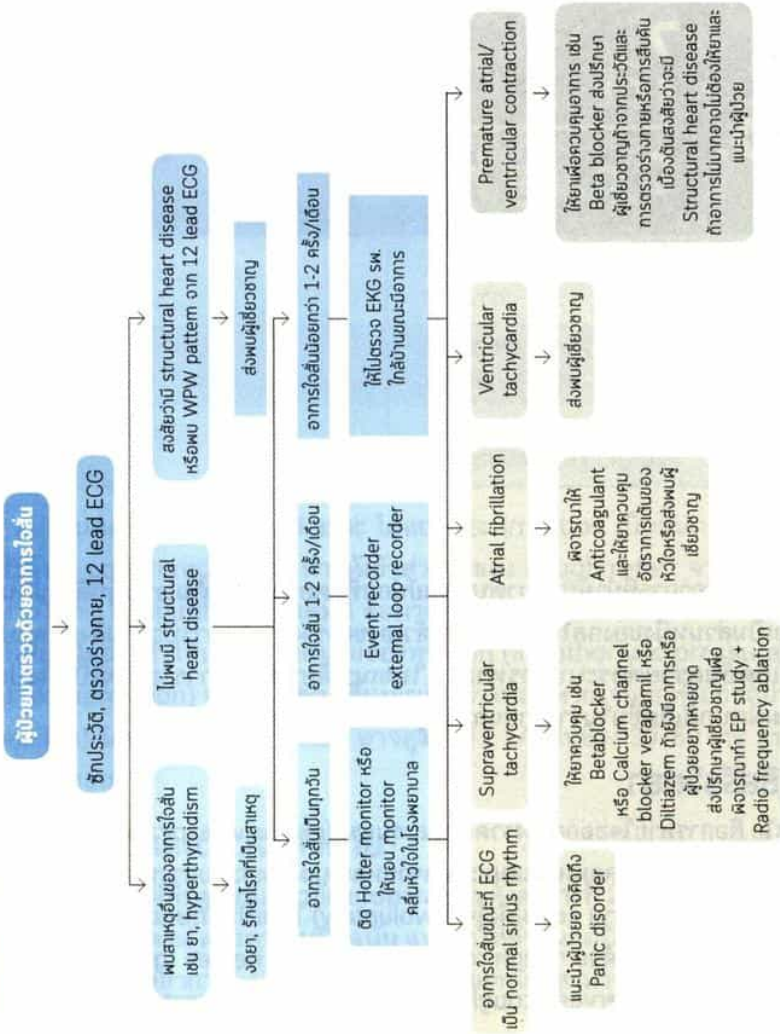 ผู้ป่วยมาตรวจด้วยอาการใจสั่น
ซักประวัติ, ตรวจร่างกาย, 12 lead ECG
พบสาเหตุอื่นของอาการใจสั่น
เช่น ยา, hyperthyroidism
ไม่พบมี structural
heart disease
สงสัยว่ามี structural heart disease
หรือพบ WPW pattem จาก 12 lead ECG
งดยา, รักษาโรคที่เป็นสาเหตุ
ส่งพบผู้เชี่ยวชาญ
อาการใจสั่นเป็นทุกวัน
อาการใจสั่น 1-2 ครั้ง/เดือน
อาการใจสั่นน้อยกว่า 1-2 ครั้ง/เดือน
ติด Holter monitor หรือ
ให้นอน monitor
คลื่นหัวใจในโรงพยาบาล
Event recorder
external loop recorder
ให้ไปตรวจ EKG รพ.
ใกล้บ้านขณะมีอาการ
อาการใจสั่นขณะที่ ECG
เป็น normal sinus rhythm
Supraventricular
tachycardia
Atrial fibrillation
Ventricular
tachycardia
Premature atrial/
ventricular contraction
แนะนำผู้ป่วยอาจคิดถึง
Panic disorder
ให้ยาควบคุม เช่น
Betablocker
หรือ Calcium channel
blocker verapamil หรือ
Diltiazem ถ้ายังมีอาการหรือ
ผู้ป่วยอยากหายขาด
ส่งปรึกษาผู้เชี่ยวชาญเพื่อ
พิจารณาทำ EP study +
Radio frequency ablation
พิจารณาให้
Anticoagulant
และให้ยาควบคุม
อัตราการเต้นของ
หัวใจหรือส่งพบผู้
เชี่ยวชาญ
ส่งพบผู้เชี่ยวชาญ
ให้ยาเพื่อควบคุมอาการ เช่น
Beta blocker ส่งปรึกษา
ผู้เชี่ยวชาญถ้าจากประวัติและ
การตรวจร่างกายหรือการสืบค้น
เบื้องต้นสงสัยว่าจะมี
Structural heart disease
ถ้าอาการไม่มากอาจไม่ต้องให้ยาและ
แนะนำผู้ป่วย